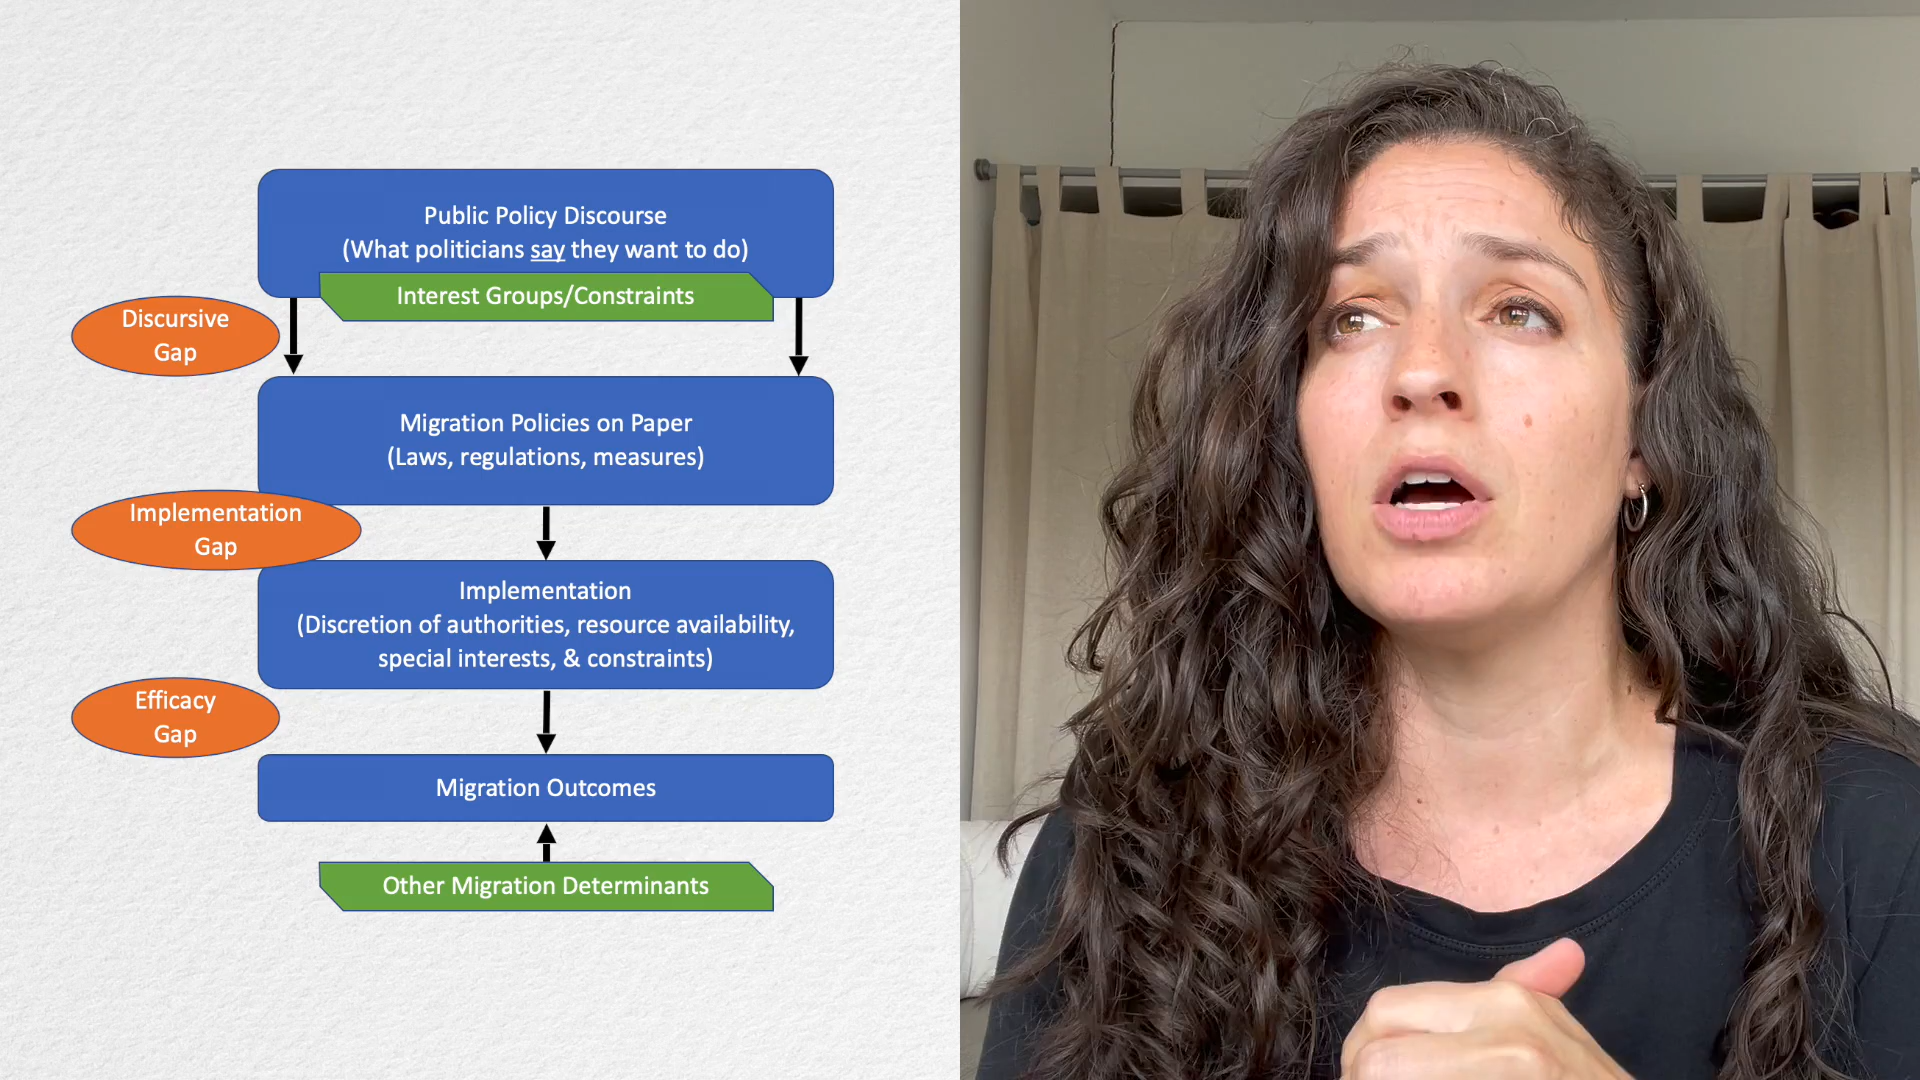 Public Policy Discourse
(What politicians say they want to do)
Interest Groups/Constraints
Discursive
Gap
Migration Policies on Paper
(Laws, regulations, measures)
Implementation
Gap
Implementation
(Discretion of authorities, resource availability,
special interests, & constraints)
Efficacy
Gap
Migration Outcomes
Other Migration Determinants